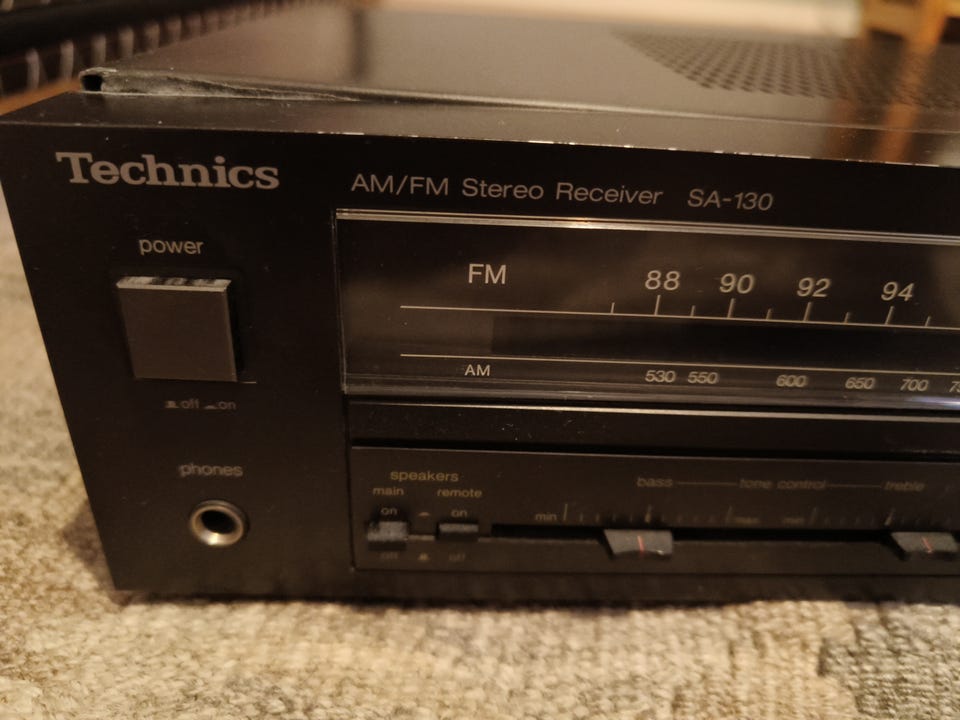 Technics
AM/FM Stereo Receiver SA-130
power
FM 88 90 92 94
AM 530 550 600 650 700
off on
phones
speakers
main remote
on on
off
bass tone control treble
min max min